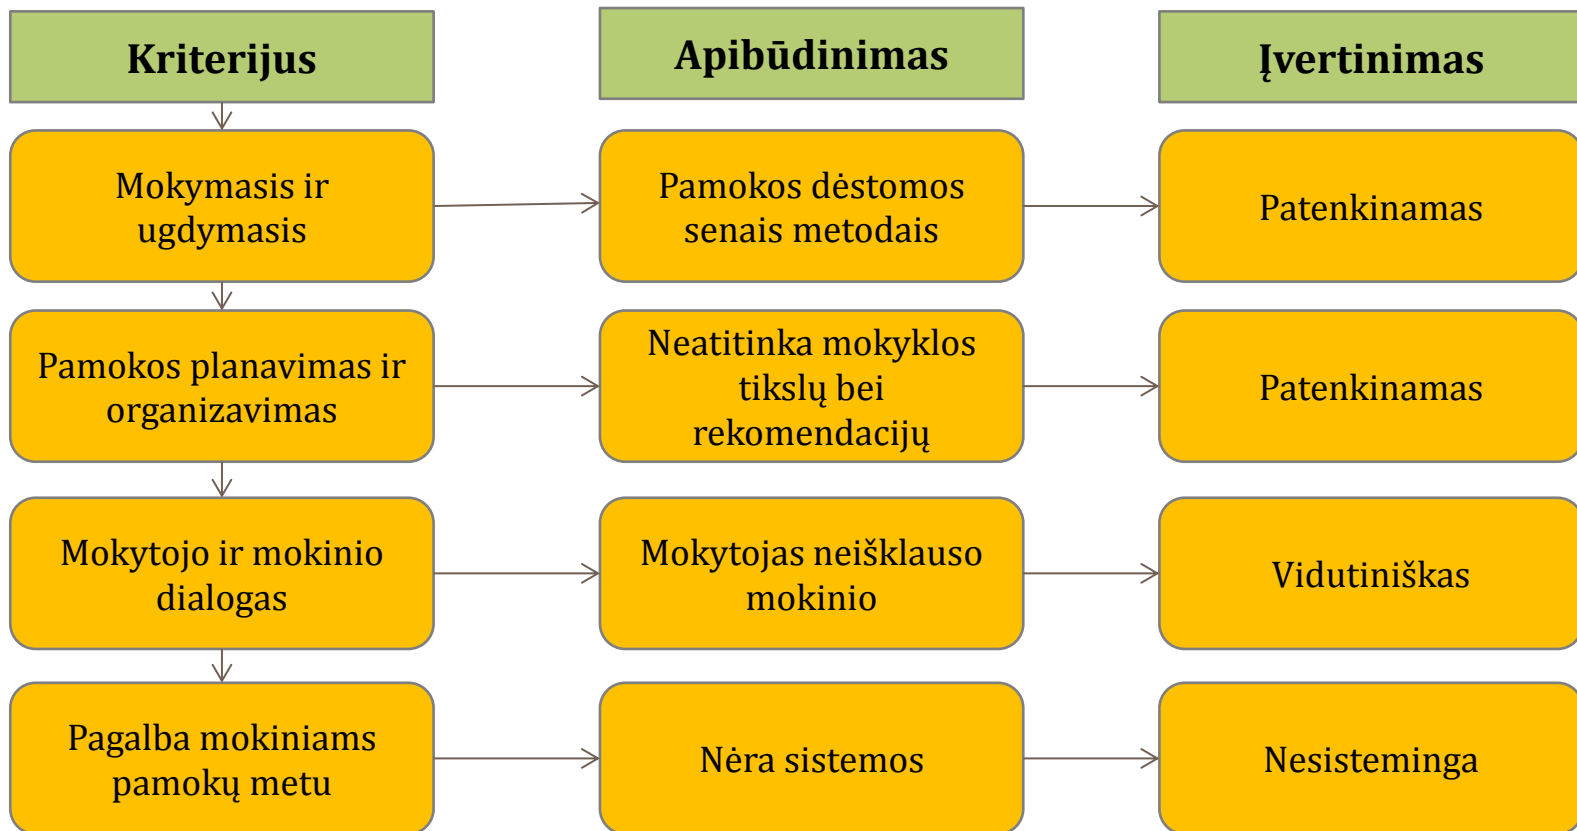 Kriterijus
Apibūdinimas
Įvertinimas
Mokymasis ir
ugdymasis
Pamokos dėstomos
senais metodais
Patenkinamas
Pamokos planavimas ir
organizavimas
Neatitinka mokyklos
tikslų bei
rekomendacijų
Patenkinamas
Mokytojo ir mokinio
dialogas
Mokytojas neišklauso
mokinio
Vidutiniškas
Pagalba mokiniams
pamokų metu
Nėra sistemos
Nesisteminga